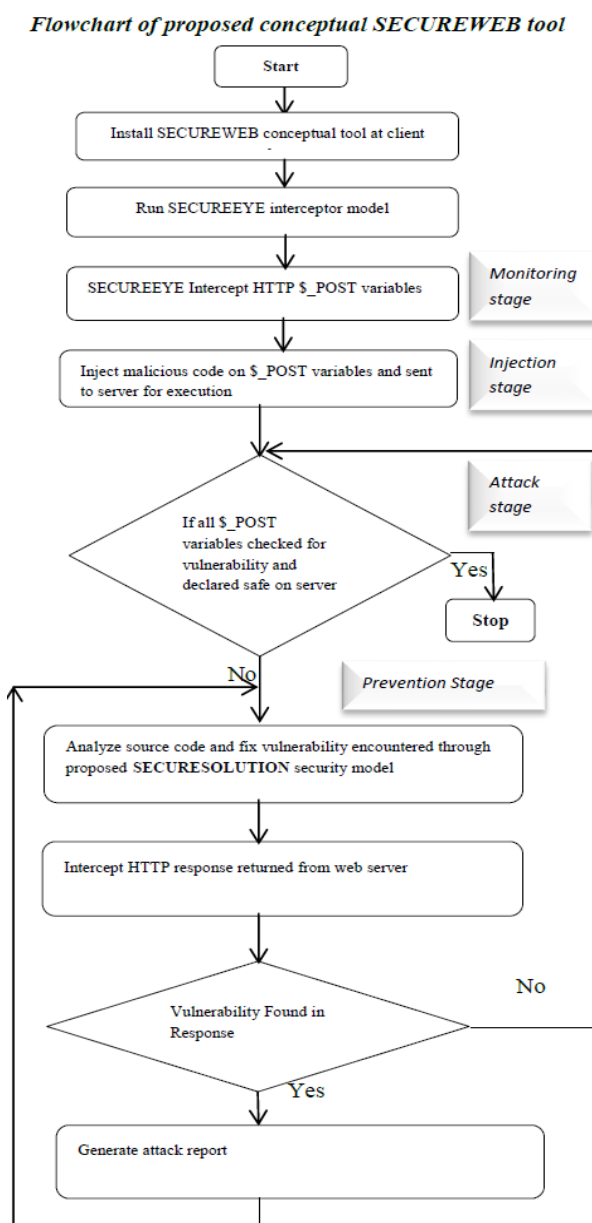 Flowchart of proposed conceptual SECUREWEB tool
Start
Install SECUREWEB conceptual tool at client
Run SECUREEYE interceptor model
SECUREEYE Intercept HTTP $_POST variables
Monitoring
stage
Inject malicious code on $_POST variables and sent
to server for execution
Injection
stage
Attack
stage
If all $_POST
variables checked for
vulnerability and
declared safe on server
Yes
Stop
No
Prevention Stage
Analyze source code and fix vulnerability encountered through
proposed SECURESOLUTION security model
Intercept HTTP response returned from web server
Vulnerability Found in
Response
No
Yes
Generate attack report